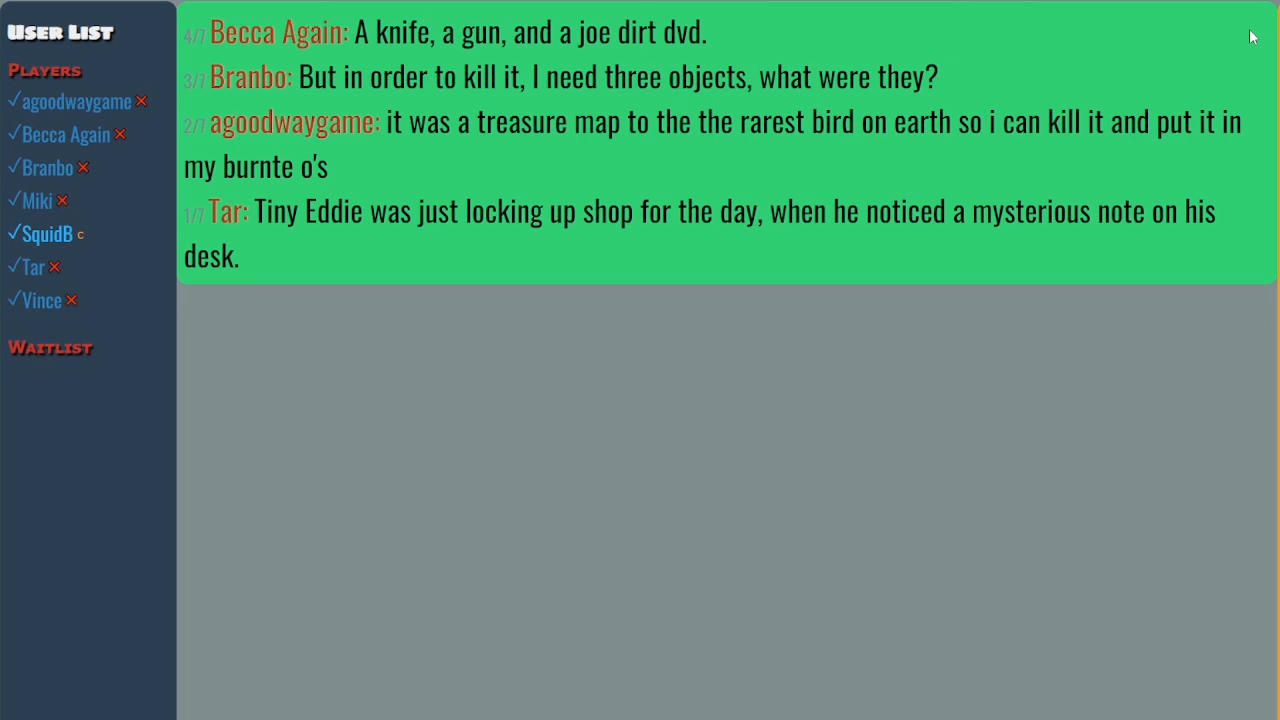 User List
Players
✓agoodwaygame ×
✓Becca Again ×
✓Branbo ×
✓Miki ×
✓SquidB c
✓Tar ×
✓Vince ×
Waitlist
4/7 Becca Again: A knife, a gun, and a joe dirt dvd.
3/7 Branbo: But in order to kill it, I need three objects, what were they?
2/7 agoodwaygame: it was a treasure map to the the rarest bird on earth so i can kill it and put it in
my burnte o's
1/7 Tar: Tiny Eddie was just locking up shop for the day, when he noticed a mysterious note on his
desk.